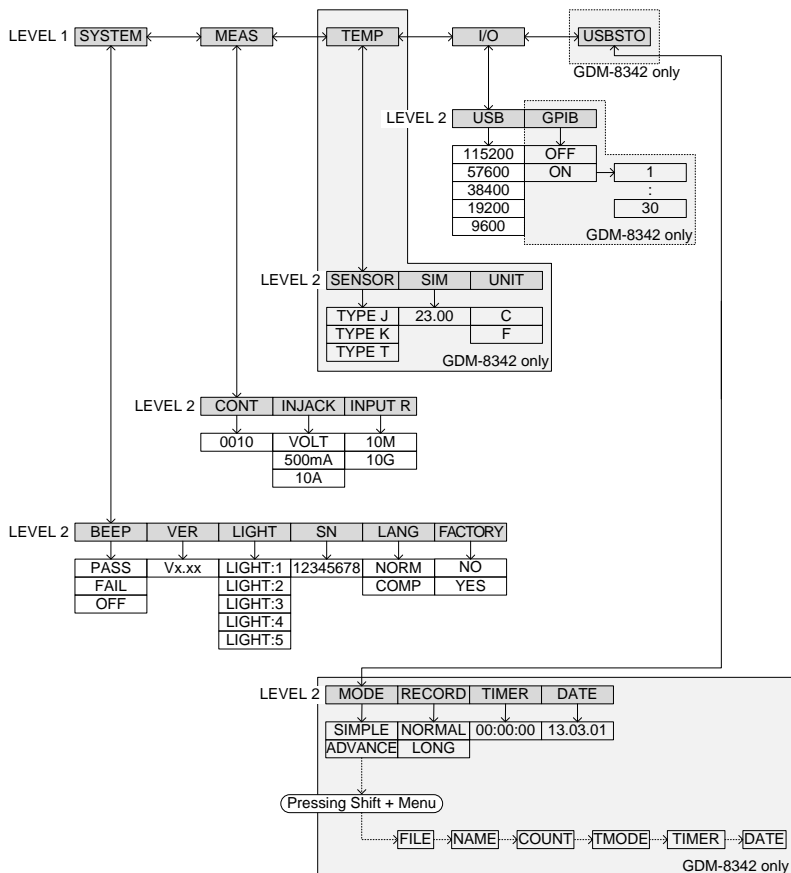 LEVEL 1 SYSTEM MEAS TEMP I/O USBSTO
GDM-8342 only
LEVEL 2 USB GPIB
115200 OFF
57600 ON 1
38400 :
19200 30
9600
GDM-8342 only
LEVEL 2 SENSOR SIM UNIT
TYPE J 23.00 C
TYPE K F
TYPE T
GDM-8342 only
LEVEL 2 CONT INJACK INPUT R
0010 VOLT 10M
500mA 10G
10A
LEVEL 2 BEEP VER LIGHT SN LANG FACTORY
PASS Vx.xx LIGHT:1 12345678 NORM NO
FAIL LIGHT:2 COMP YES
OFF LIGHT:3
LIGHT:4
LIGHT:5
LEVEL 2 MODE RECORD TIMER DATE
SIMPLE NORMAL 00:00:00 13.03.01
ADVANCE LONG
Pressing Shift + Menu
FILE NAME COUNT TMODE TIMER DATE
GDM-8342 only